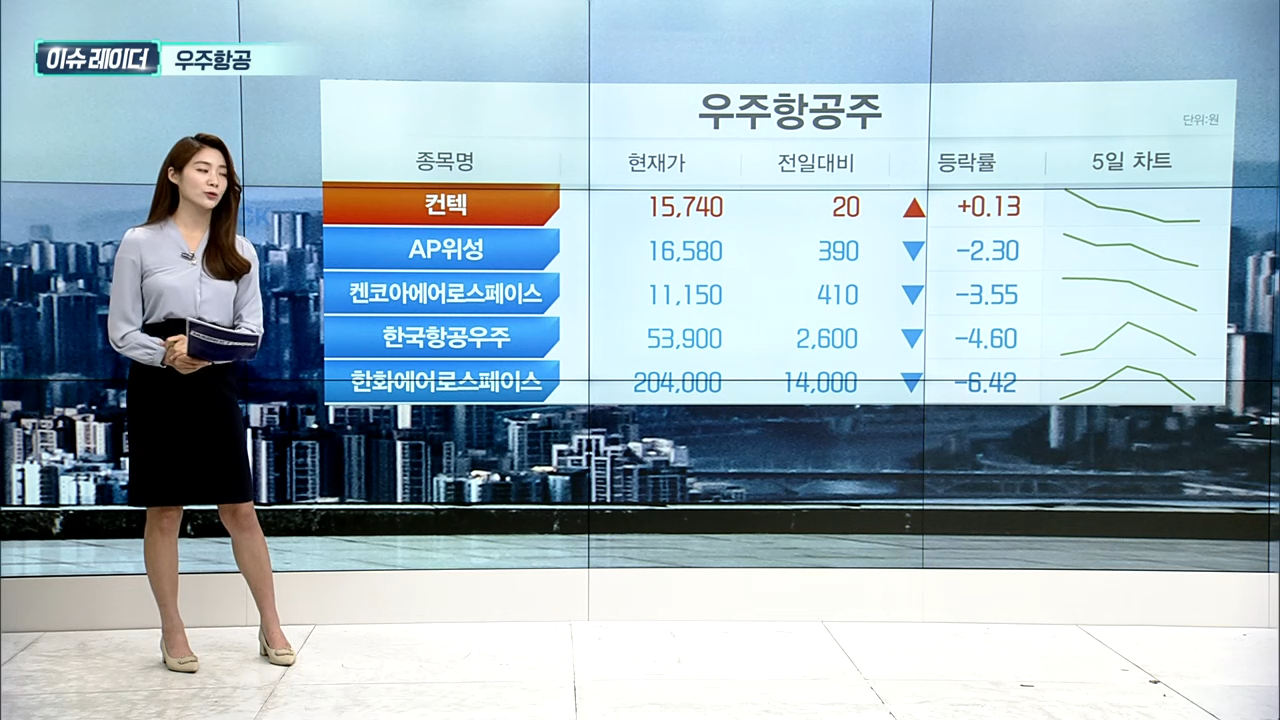 이슈 레이더 우주항공
우주항공주
단위:원
종목명 현재가 전일대비 등락률 5일 차트
컨텍 15,740 20 ▲ +0.13
AP위성 16,580 390 ▼ -2.30
켄코아에어로스페이스 11,150 410 ▼ -3.55
한국항공우주 53,900 2,600 ▼ -4.60
한화에어로스페이스 204,000 14,000 ▼ -6.42